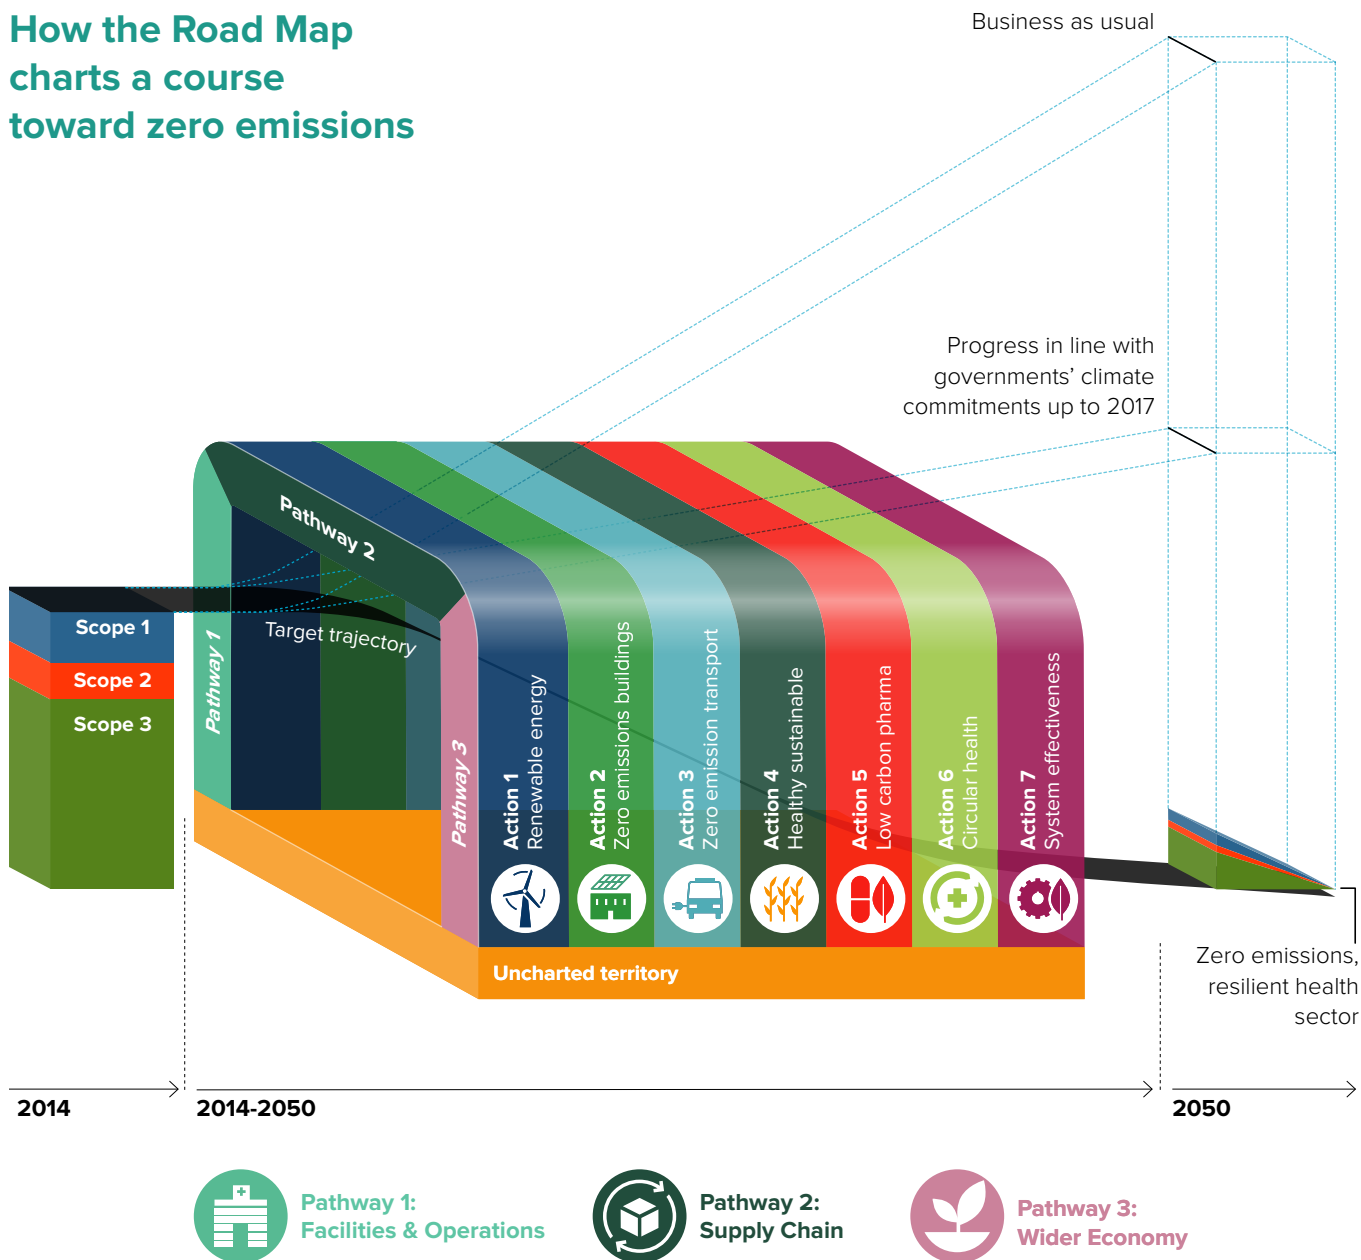 How the Road Map
charts a course
toward zero emissions
Business as usual
Progress in line with
governments' climate
commitments up to 2017
Pathway 2
Scope 1
Scope 2
Scope 3
Target trajectory
Pathway 1
Pathway 3
Action 1
Renewable energy
Action 2
Zero emissions buildings
Action 3
Zero emission transport
Action 4
Healthy sustainable
Action 5
Low carbon pharma
Action 6
Circular health
Action 7
System effectiveness
Uncharted territory
Zero emissions,
resilient health
sector
2014
2014-2050
2050
Pathway 1:
Facilities & Operations
Pathway 2:
Supply Chain
Pathway 3:
Wider Economy